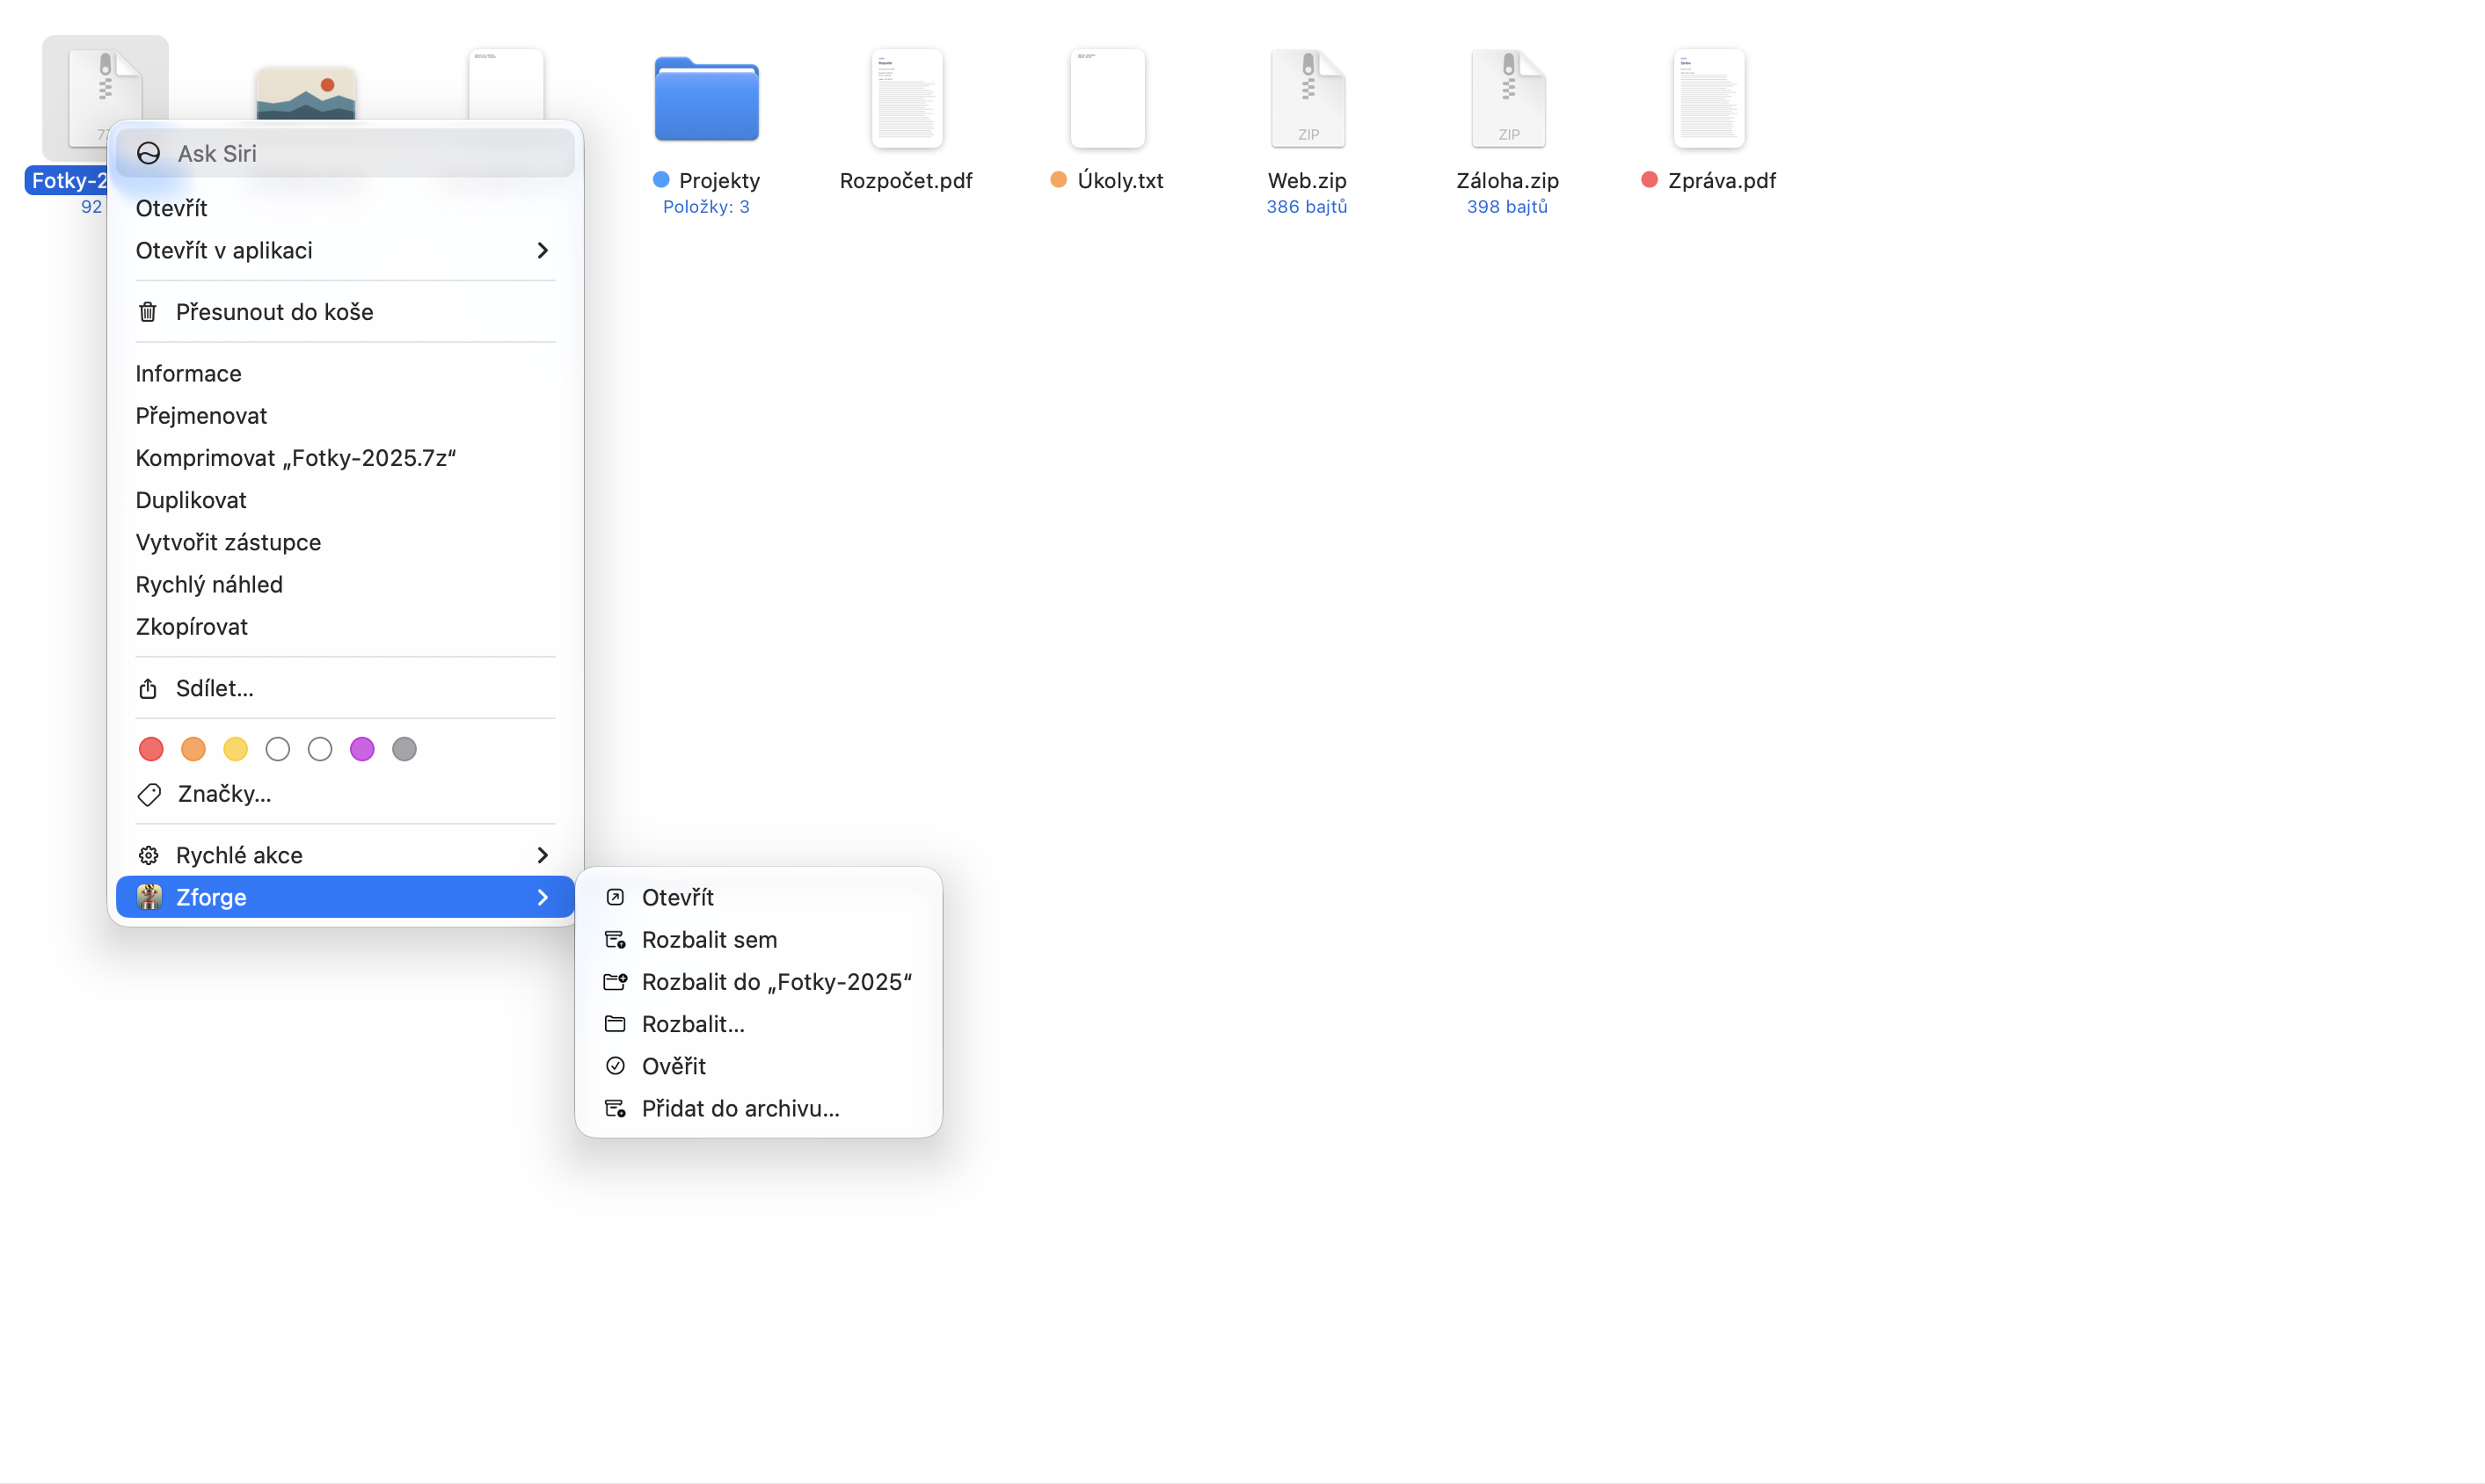 Fotky-2
92
Projekty
Položky: 3
Rozpočet.pdf
Úkoly.txt
ZIP
Web.zip
386 bajtů
ZIP
Záloha.zip
398 bajtů
Zpráva.pdf
Ask Siri
Otevřít
Otevřít v aplikaci
Přesunout do koše
Informace
Přejmenovat
Komprimovat „Fotky-2025.7z“
Duplikovat
Vytvořit zástupce
Rychlý náhled
Zkopírovat
Sdílet...
Značky...
Rychlé akce
Zforge
Otevřít
Rozbalit sem
Rozbalit do „Fotky-2025“
Rozbalit...
Ověřit
Přidat do archivu...